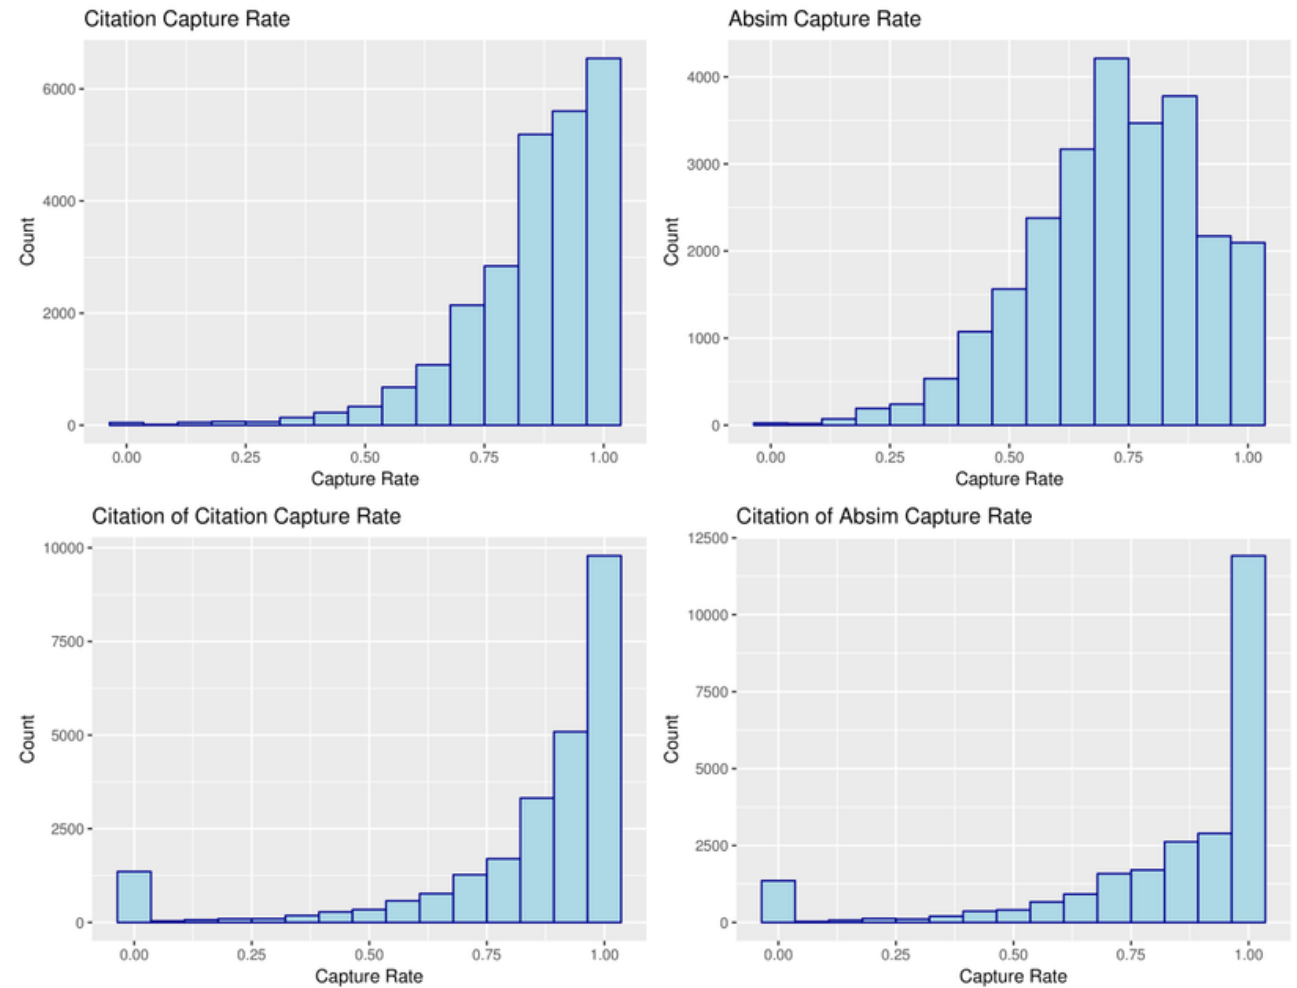 Citation Capture Rate
6000
4000
2000
0
Count
0.00 0.25 0.50 0.75 1.00
Capture Rate
Absim Capture Rate
4000
3000
2000
1000
0
Count
0.00 0.25 0.50 0.75 1.00
Capture Rate
Citation of Citation Capture Rate
10000
7500
5000
2500
0
Count
0.00 0.25 0.50 0.75 1.00
Capture Rate
Citation of Absim Capture Rate
12500
10000
7500
5000
2500
0
Count
0.00 0.25 0.50 0.75 1.00
Capture Rate